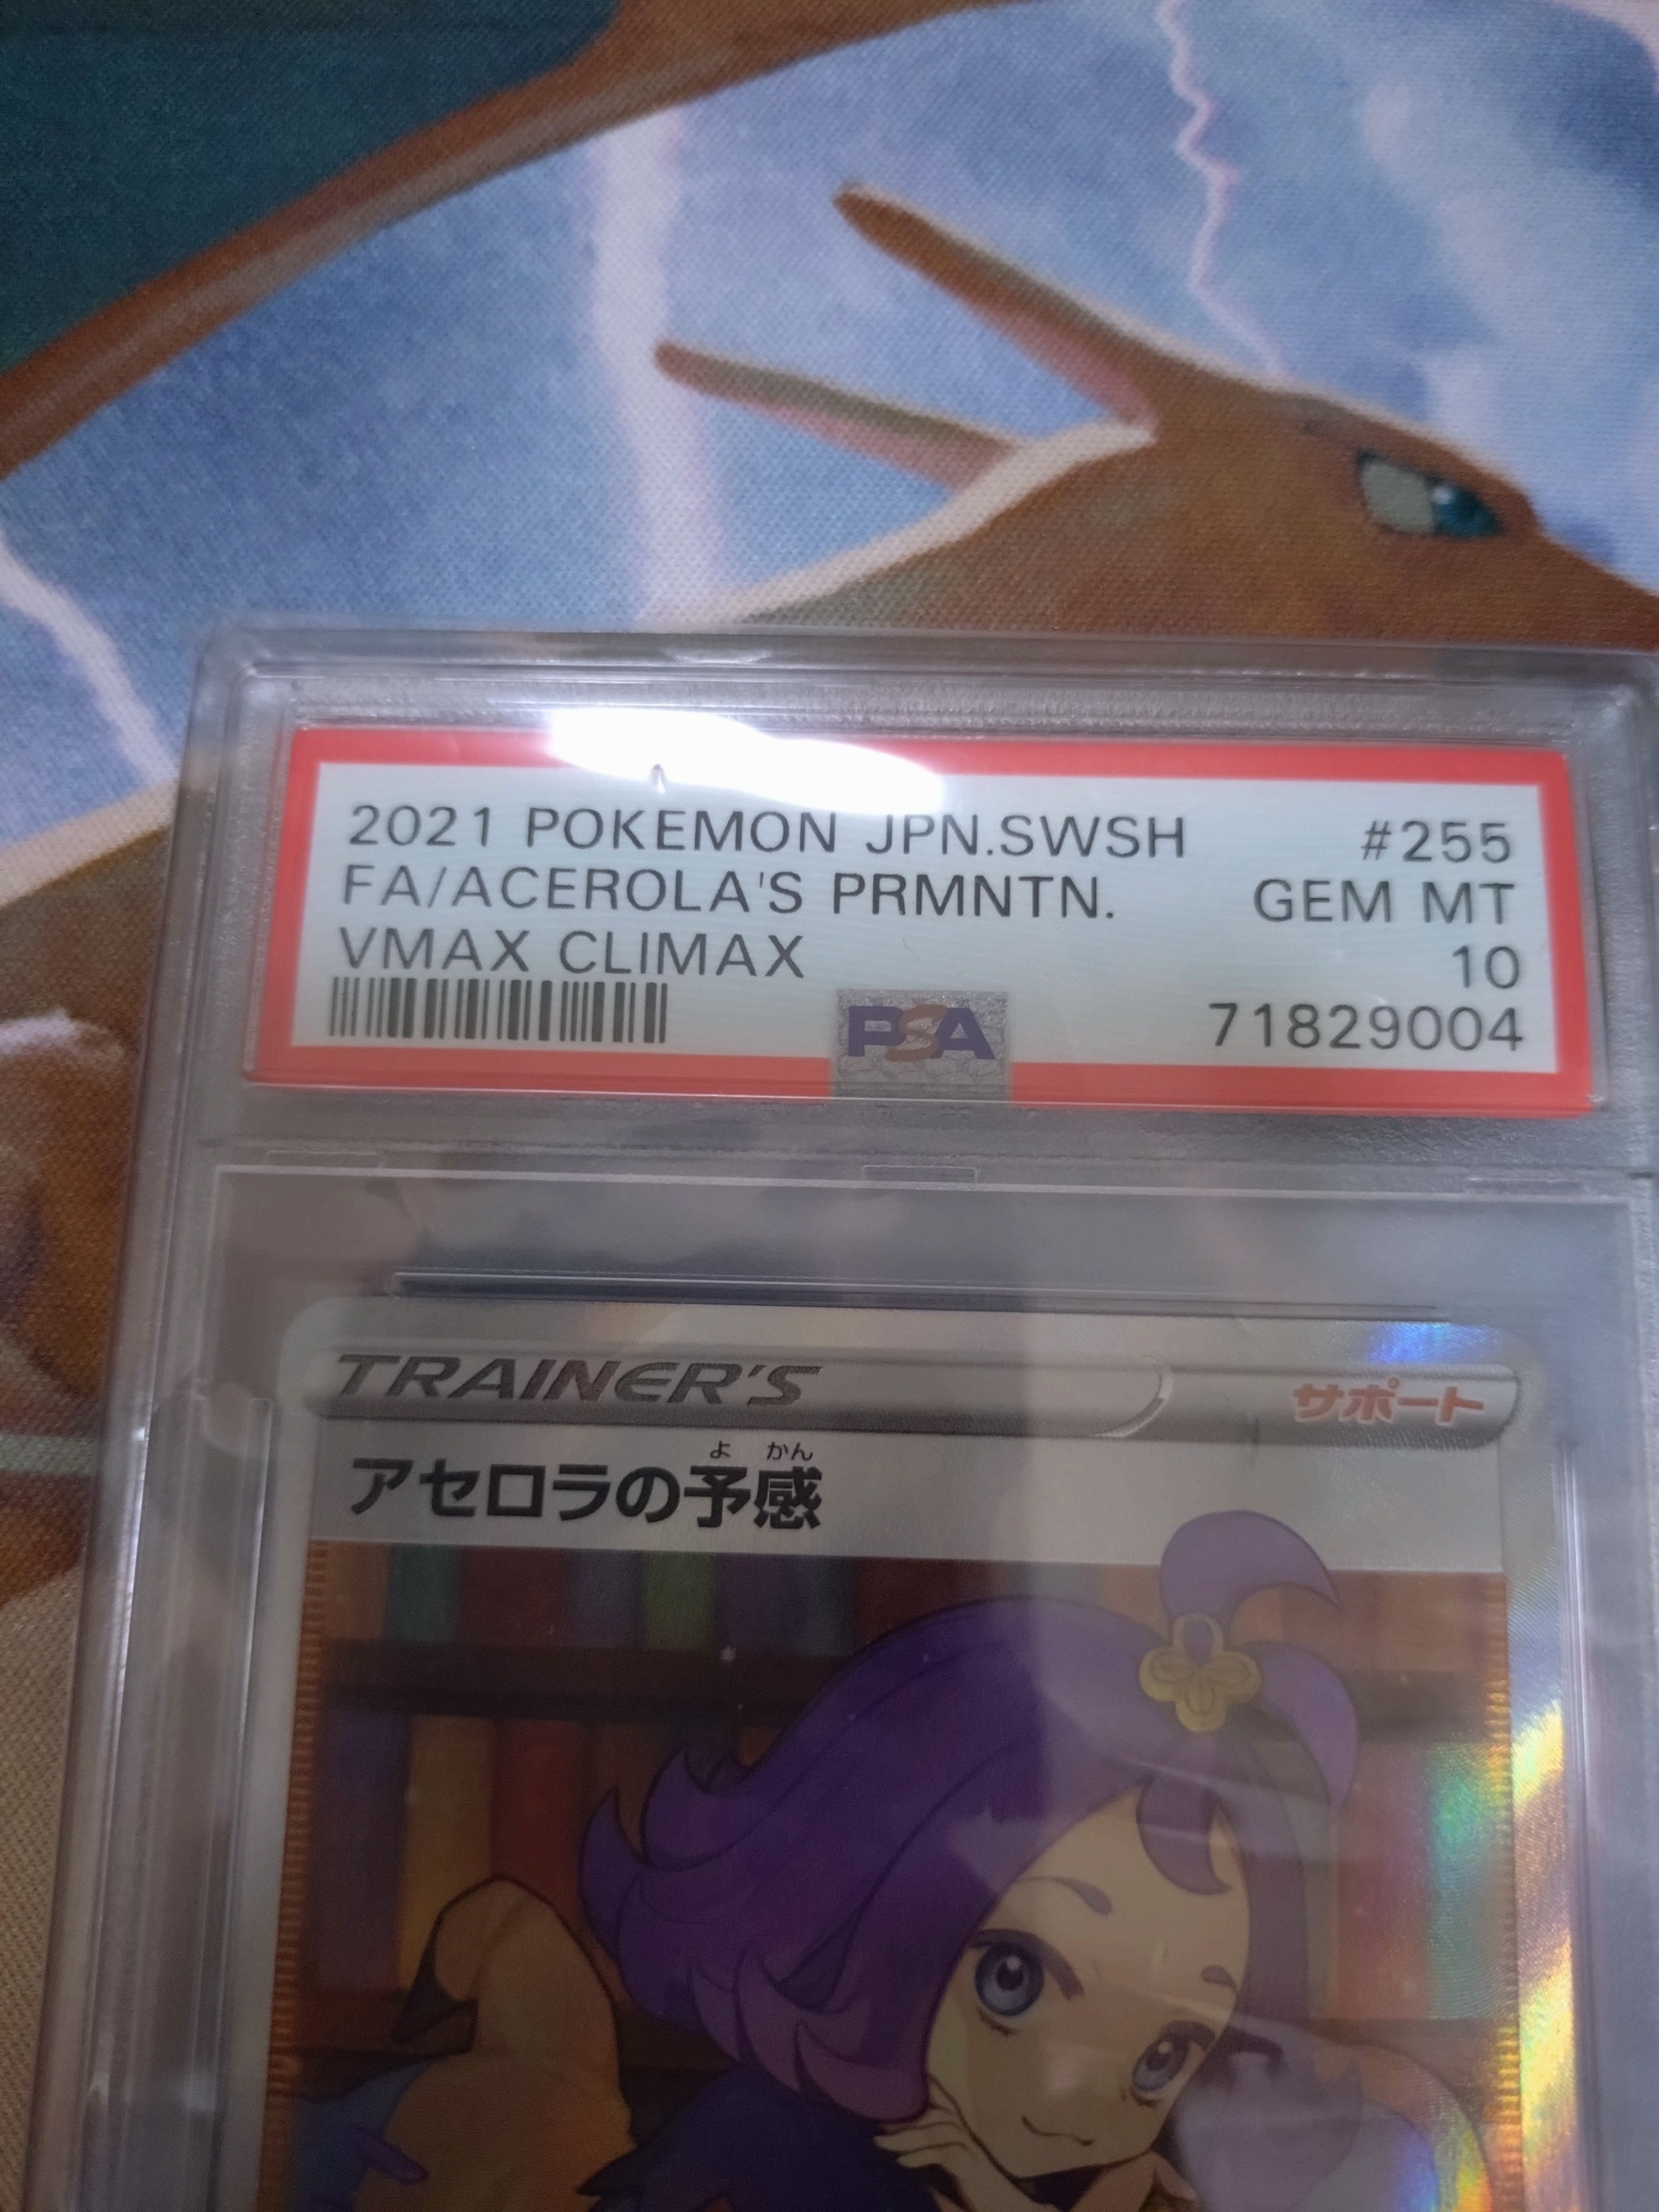 2021 POKEMON JPN.SWSH #255
FA/ACEROLA'S PRMNTN. GEM MT
VMAX CLIMAX 10
PSA 71829004
TRAINER'S サポート
よ かん
アセロラの予感